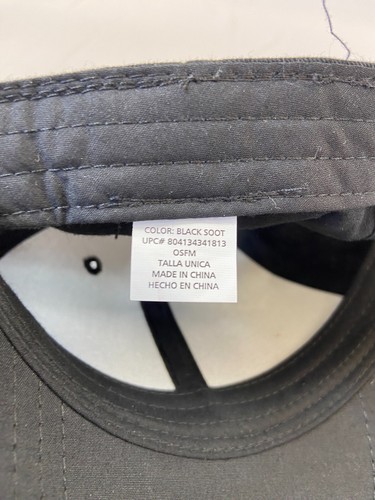 COLOR: BLACK SOOT
UPC# 804134341813
OSFM
TALLA UNICA
MADE IN CHINA
HECHO EN CHINA